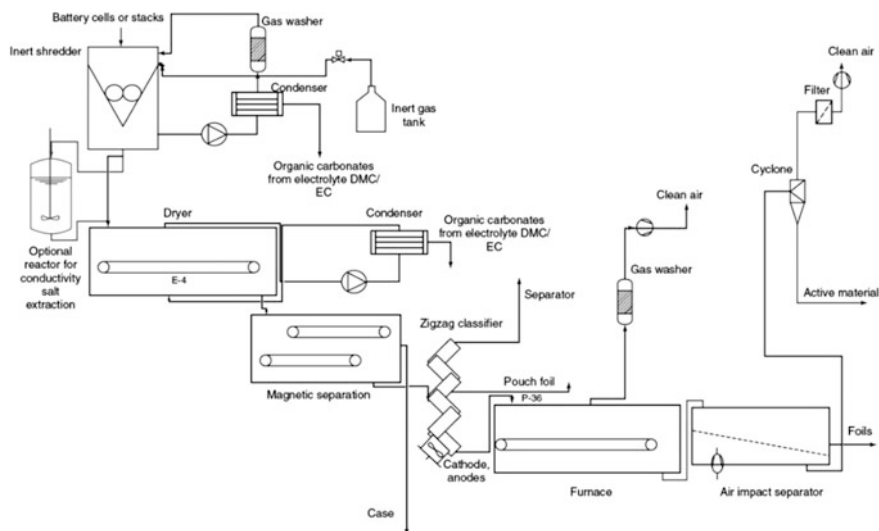 Battery cells or stacks
Gas washer
Clean air
Inert shredder
Filter
Condenser
Inert gas
tank
Cyclone
Organic carbonates
from electrolyte DMC/
EC
Clean air
Dryer
Condenser
Organic carbonates
from electrolyte DMC/
EC
Optional
reactor for
conductivity
salt
extraction
E-4
Gas washer
Separator
Active material
Zigzag classifier
Pouch foil
Magnetic separation
P-36
Foils
Cathode,
anodes
Furnace
Air impact separator
Case